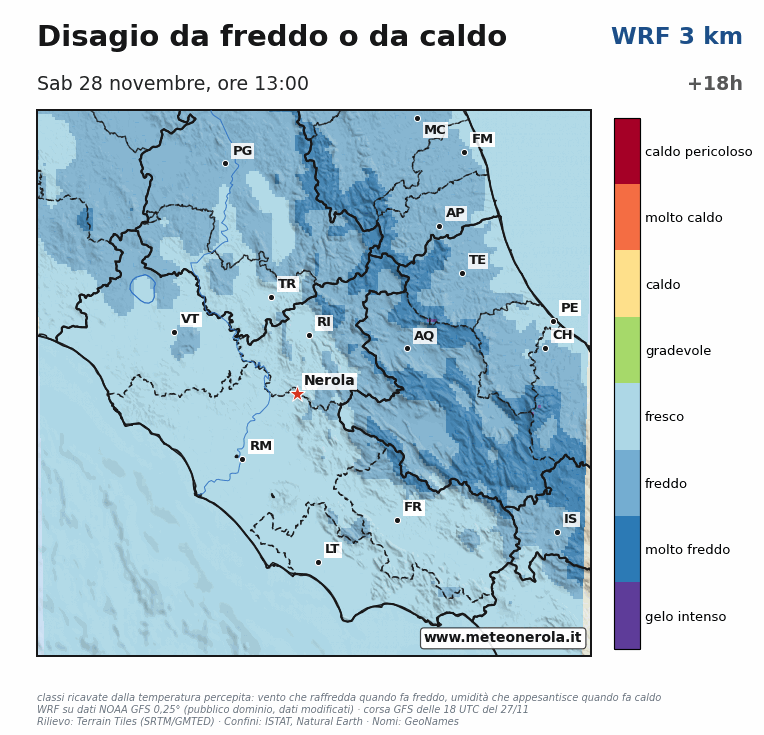 Disagio da freddo o da caldo
WRF 3 km
Sab 28 novembre, ore 13:00
+18h
MC
FM
PG
AP
TE
TR
PE
VT
RI
CH
AQ
Nerola
RM
FR
IS
LT
www.meteonerola.it
caldo pericoloso
molto caldo
caldo
gradevole
fresco
freddo
molto freddo
gelo intenso
classi ricavate dalla temperatura percepita: vento che raffredda quando fa freddo, umidità che appesantisce quando fa caldo
WRF su dati NOAA GFS 0,25° (pubblico dominio, dati modificati) · corsa GFS delle 18 UTC del 27/11
Rilievo: Terrain Tiles (SRTM/GMTED) · Confini: ISTAT, Natural Earth · Nomi: GeoNames